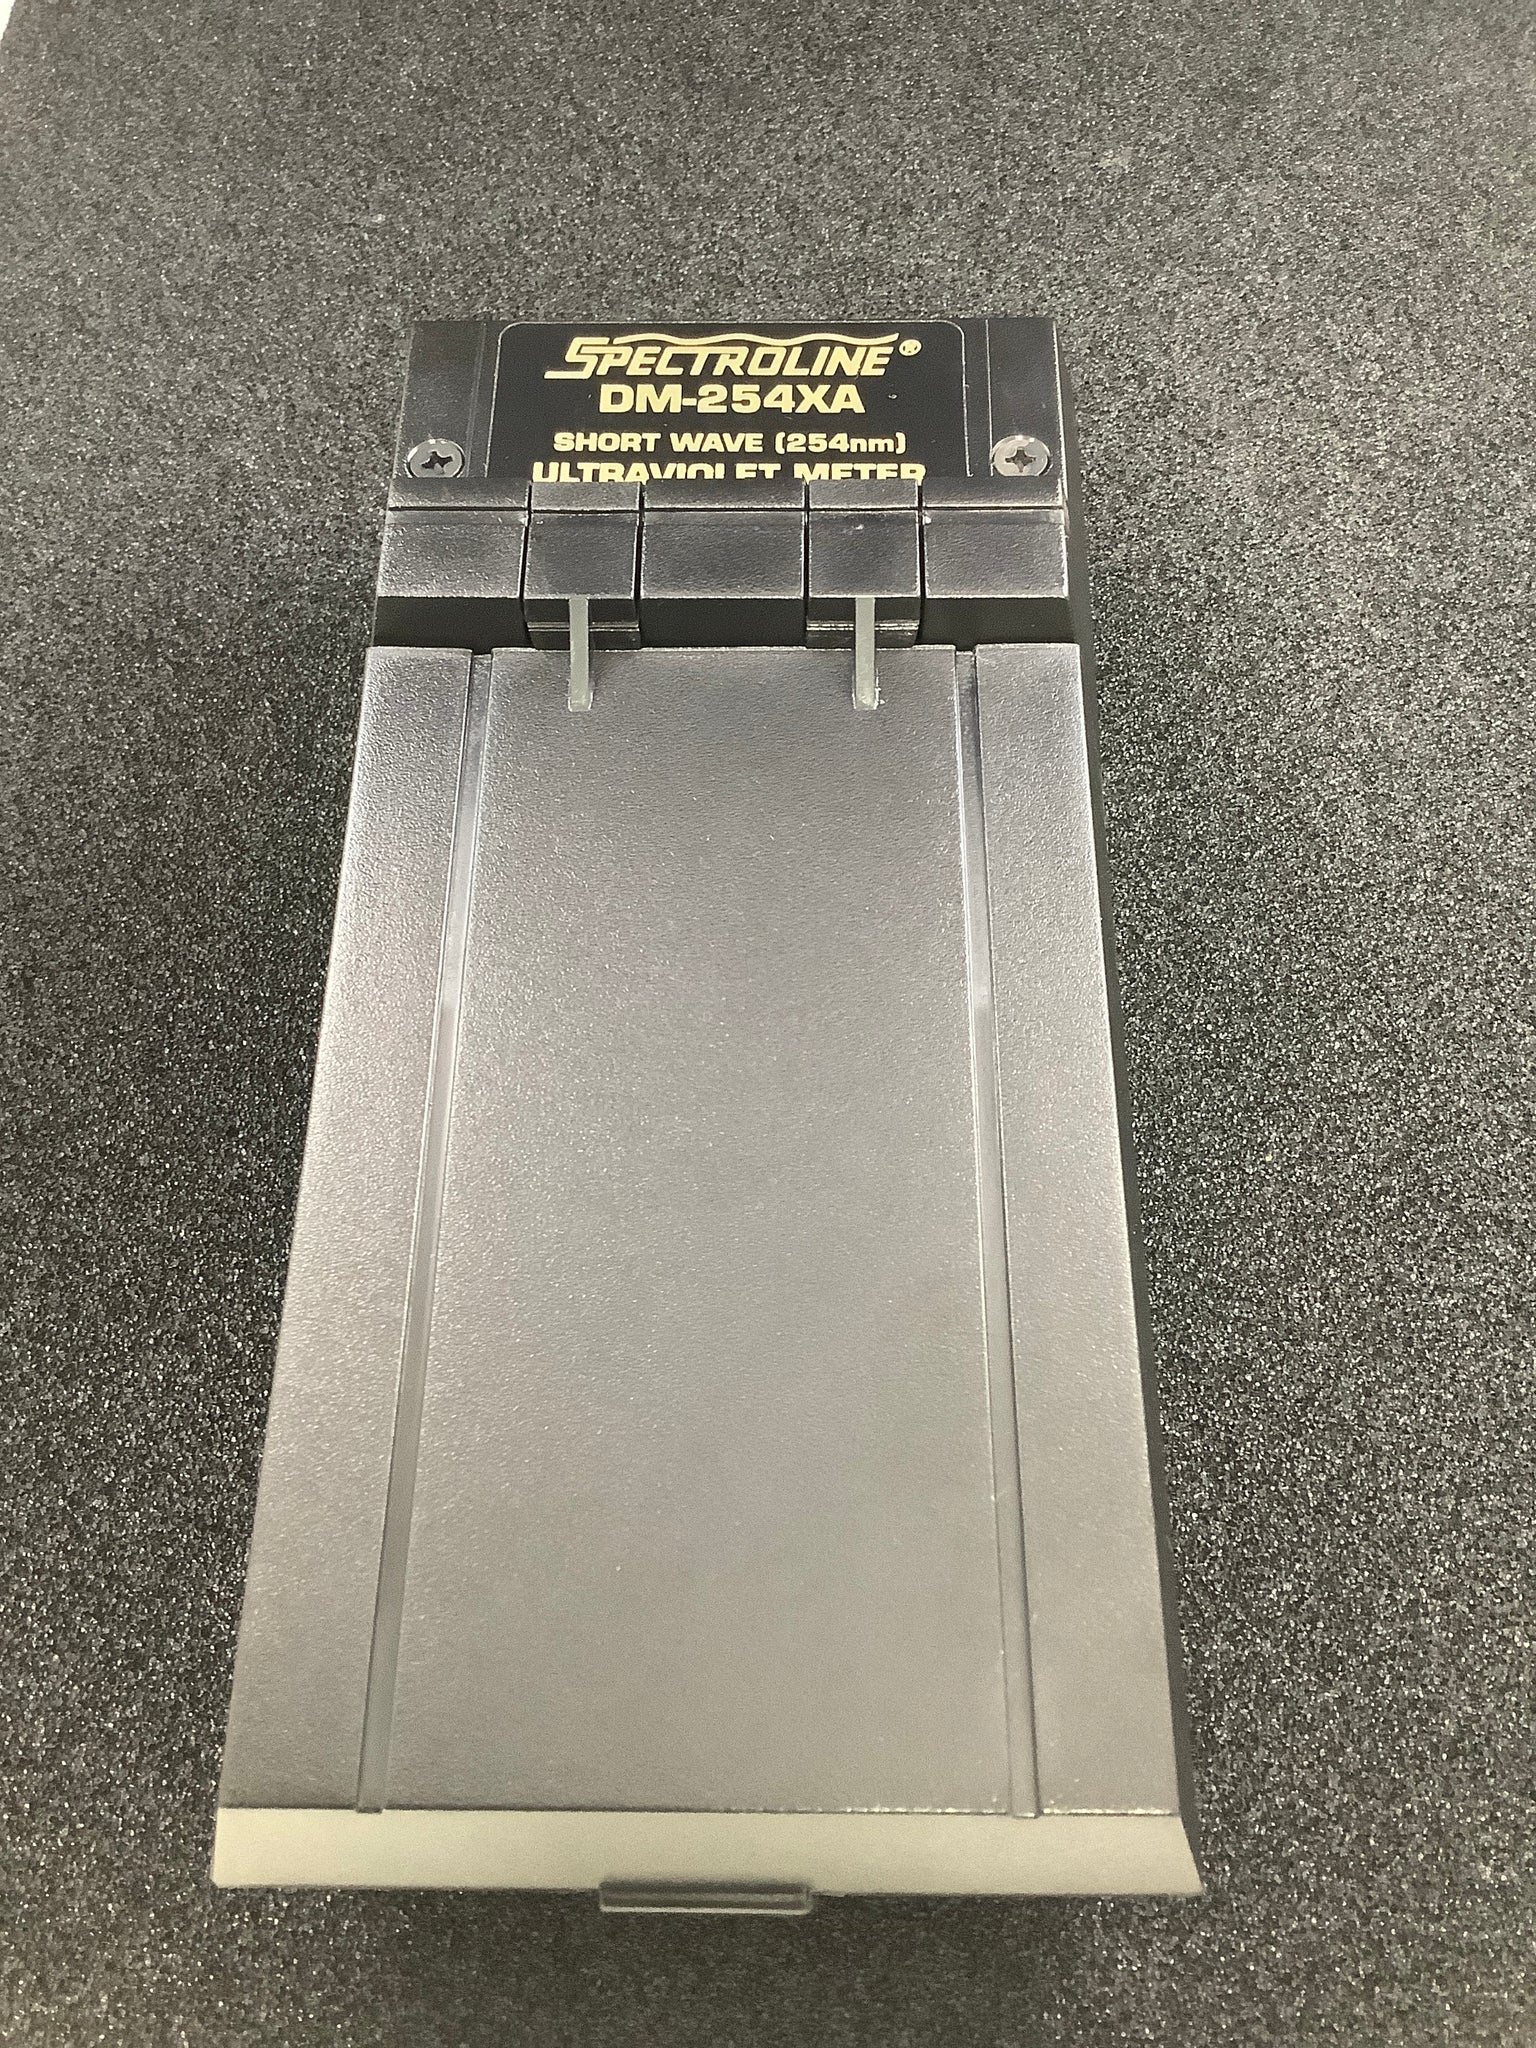 SPECTROLINE®
DM-254XA
SHORT WAVE (254nm)
ULTRAVIOLET METER